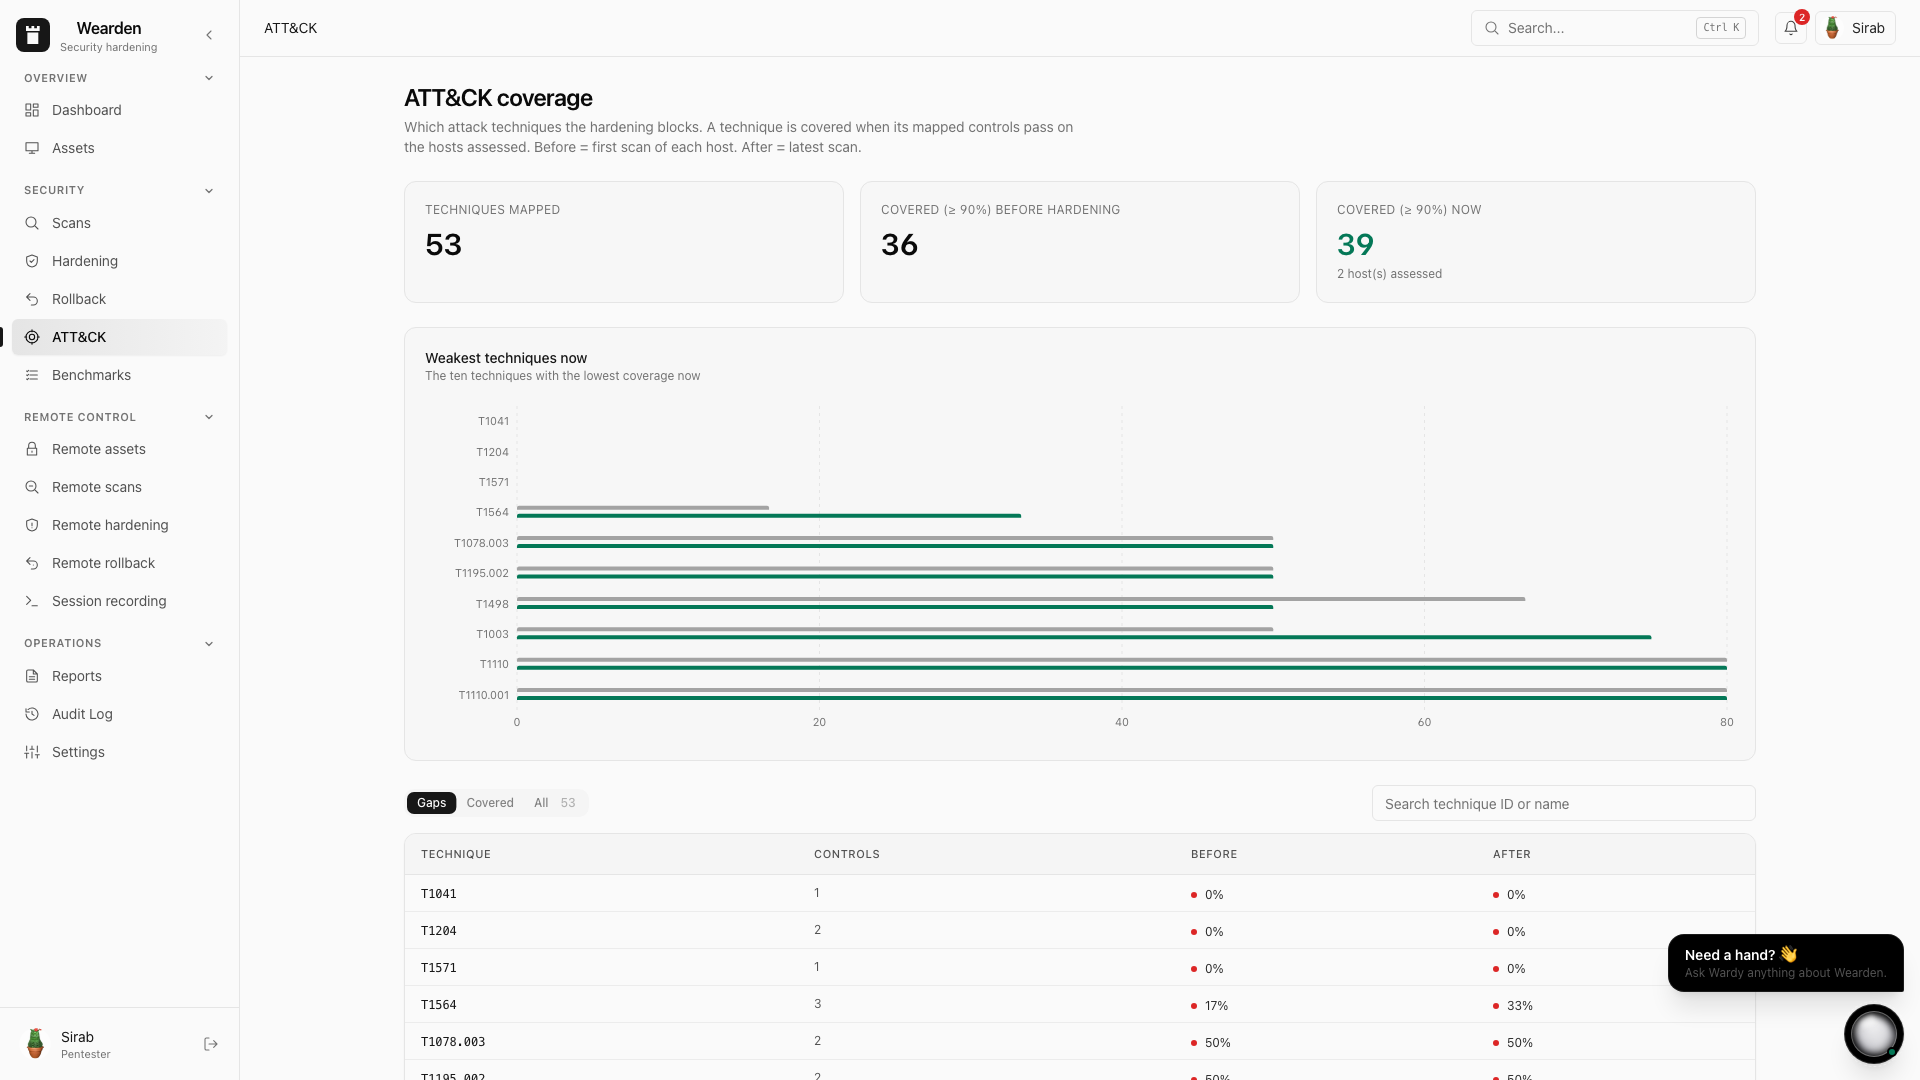 Wearden
Security hardening
OVERVIEW
Dashboard
Assets
SECURITY
Scans
Hardening
Rollback
ATT&CK
Benchmarks
REMOTE CONTROL
Remote assets
Remote scans
Remote hardening
Remote rollback
Session recording
OPERATIONS
Reports
Audit Log
Settings
Sirab
Pentester
ATT&CK
Search...
Ctrl K
2
Sirab
ATT&CK coverage
Which attack techniques the hardening blocks. A technique is covered when its mapped controls pass on
the hosts assessed. Before = first scan of each host. After = latest scan.
TECHNIQUES MAPPED
53
COVERED (≥ 90%) BEFORE HARDENING
36
COVERED (≥ 90%) NOW
39
2 host(s) assessed
Weakest techniques now
The ten techniques with the lowest coverage now
T1041
T1204
T1571
T1564
T1078.003
T1195.002
T1498
T1003
T1110
T1110.001
0 20 40 60 80
Gaps Covered All 53
Search technique ID or name
TECHNIQUE CONTROLS BEFORE AFTER
T1041 1 0% 0%
T1204 2 0% 0%
T1571 1 0% 0%
T1564 3 17% 33%
T1078.003 2 50% 50%
T1195.002 2 50% 50%
Need a hand? 👋
Ask Wardy anything about Wearden.